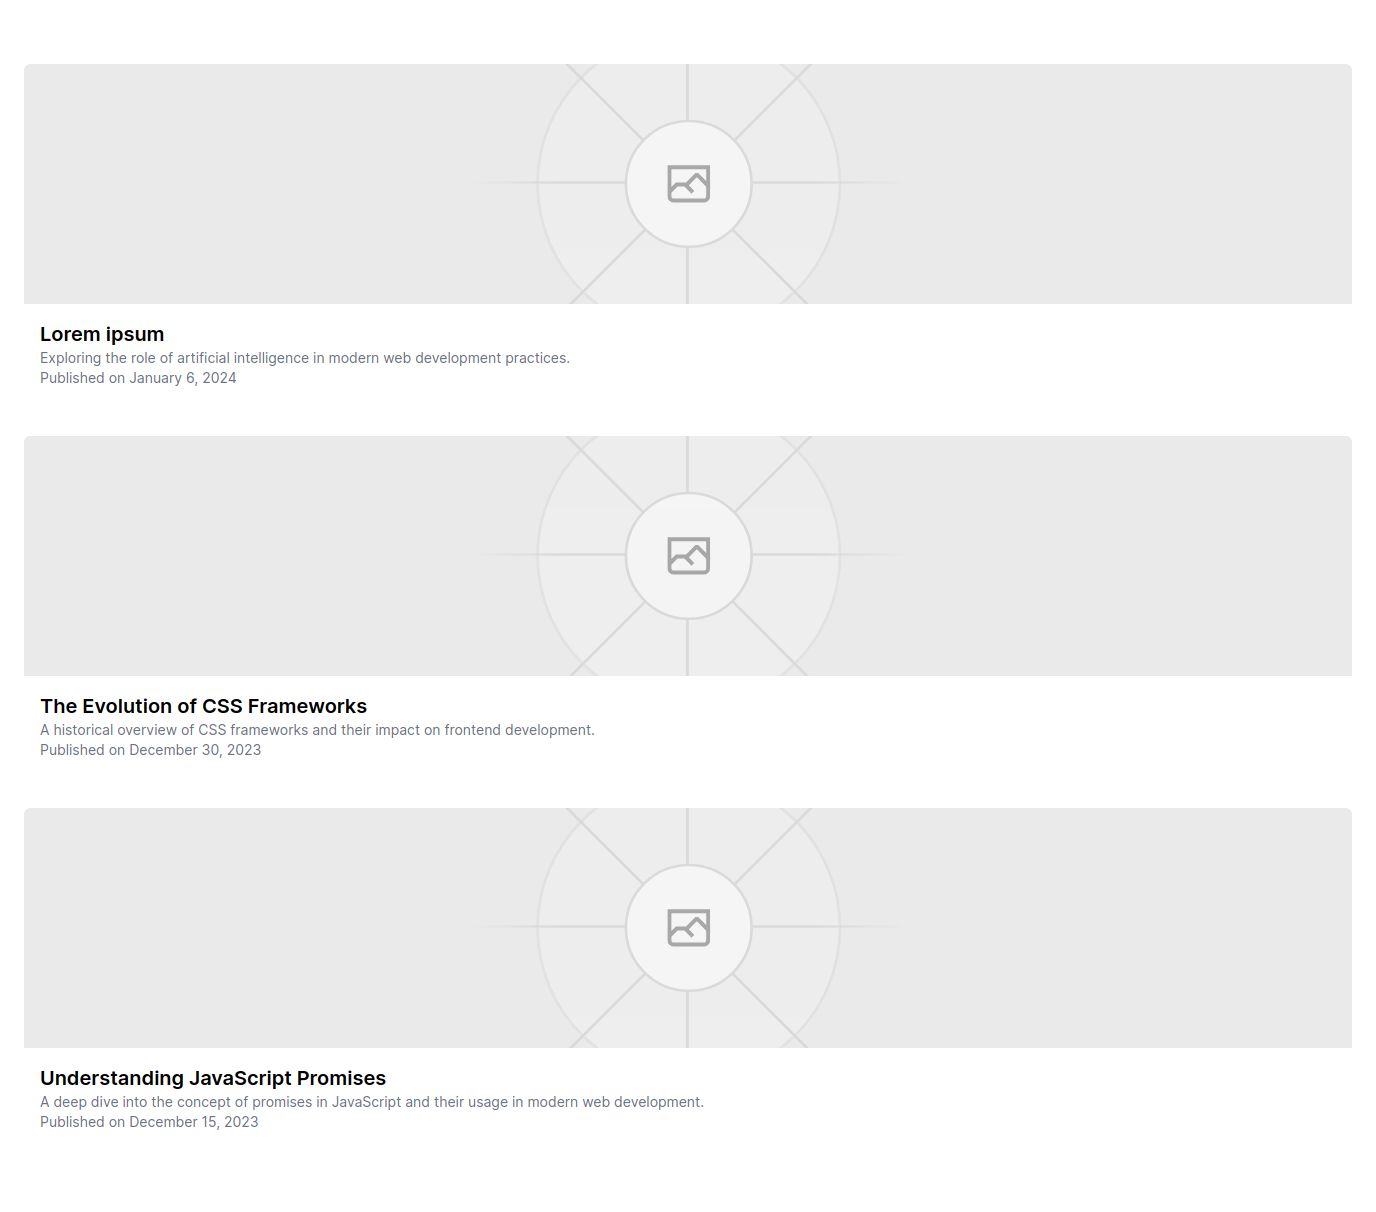 Lorem ipsum
Exploring the role of artificial intelligence in modern web development practices.
Published on January 6, 2024
The Evolution of CSS Frameworks
A historical overview of CSS frameworks and their impact on frontend development.
Published on December 30, 2023
Understanding JavaScript Promises
A deep dive into the concept of promises in JavaScript and their usage in modern web development.
Published on December 15, 2023